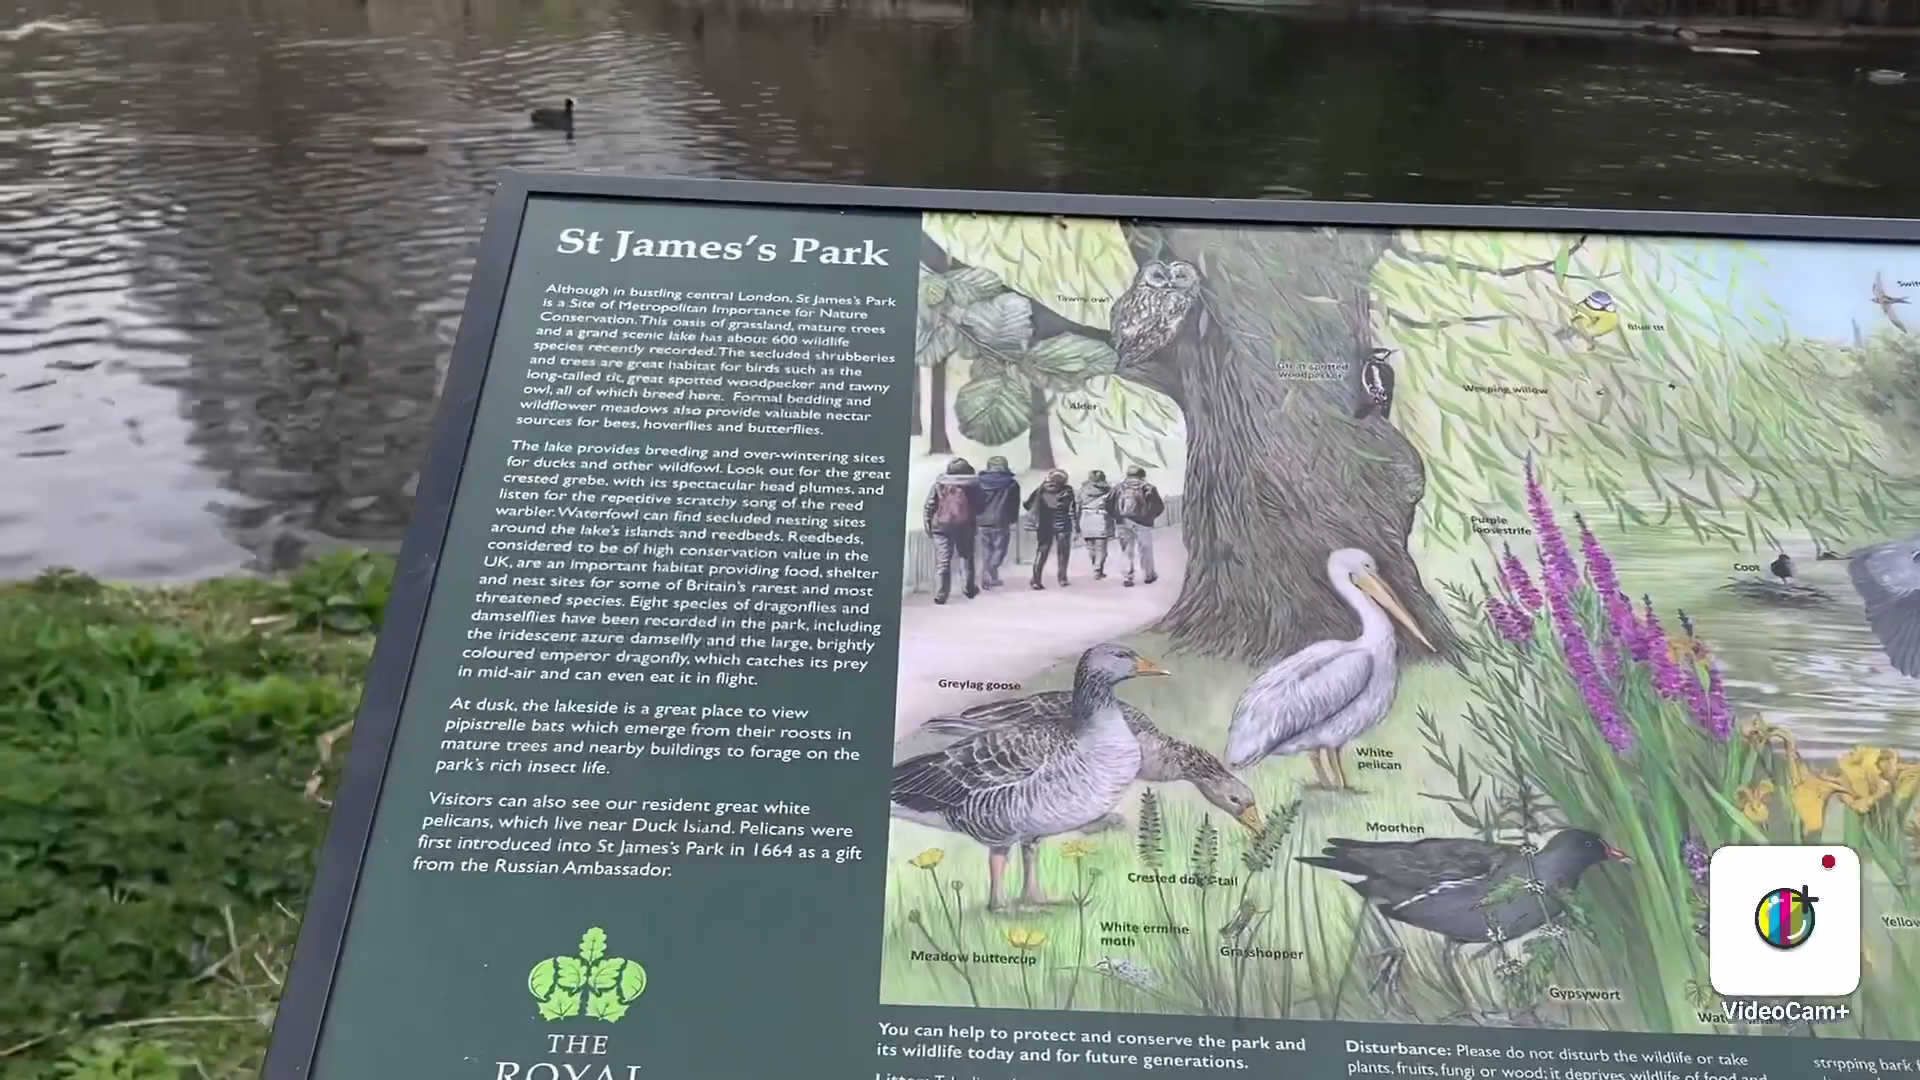 St James's Park
Although in bustling central London, St James's Park
is a Site of Metropolitan Importance for Nature
Conservation. This oasis of grassland, mature trees
and a grand scenic lake has about 600 wildlife
species recently recorded. The secluded shrubberies
and trees are great habitat for birds such as the
long-tailed tit, great spotted woodpecker and tawny
owl, all of which breed here. Formal bedding and
wildflower meadows also provide valuable nectar
sources for bees, hoverflies and butterflies.
The lake provides breeding and over-wintering sites
for ducks and other wildfowl. Look out for the great
crested grebe, with its spectacular head plumes, and
listen for the repetitive scratchy song of the reed
warbler. Waterfowl can find secluded nesting sites
around the lake's islands and reedbeds. Reedbeds,
considered to be of high conservation value in the
UK, are an important habitat providing food, shelter
and nest sites for some of Britain's rarest and most
threatened species. Eight species of dragonflies and
damselflies have been recorded in the park, including
the iridescent azure damselfly and the large, brightly
coloured emperor dragonfly, which catches its prey
in mid-air and can even eat it in flight.
At dusk, the lakeside is a great place to view
pipistrelle bats which emerge from their roosts in
mature trees and nearby buildings to forage on the
park's rich insect life.
Visitors can also see our resident great white
pelicans, which live near Duck Island. Pelicans were
first introduced into St James's Park in 1664 as a gift
from the Russian Ambassador.
THE
ROYAL
Tawny owl
Alder
Great spotted
woodpecker
Blue tit
Weeping willow
Purple
loosestrife
Coot
Greylag goose
White
pelican
Moorhen
Crested dog's-tail
White ermine
moth
Grasshopper
Meadow buttercup
Gypsywort
Yellow
You can help to protect and conserve the park and
its wildlife today and for future generations.
Disturbance: Please do not disturb the wildlife or take
plants, fruits, fungi or wood; it deprives wildlife of food and
stripping bark
VideoCam+